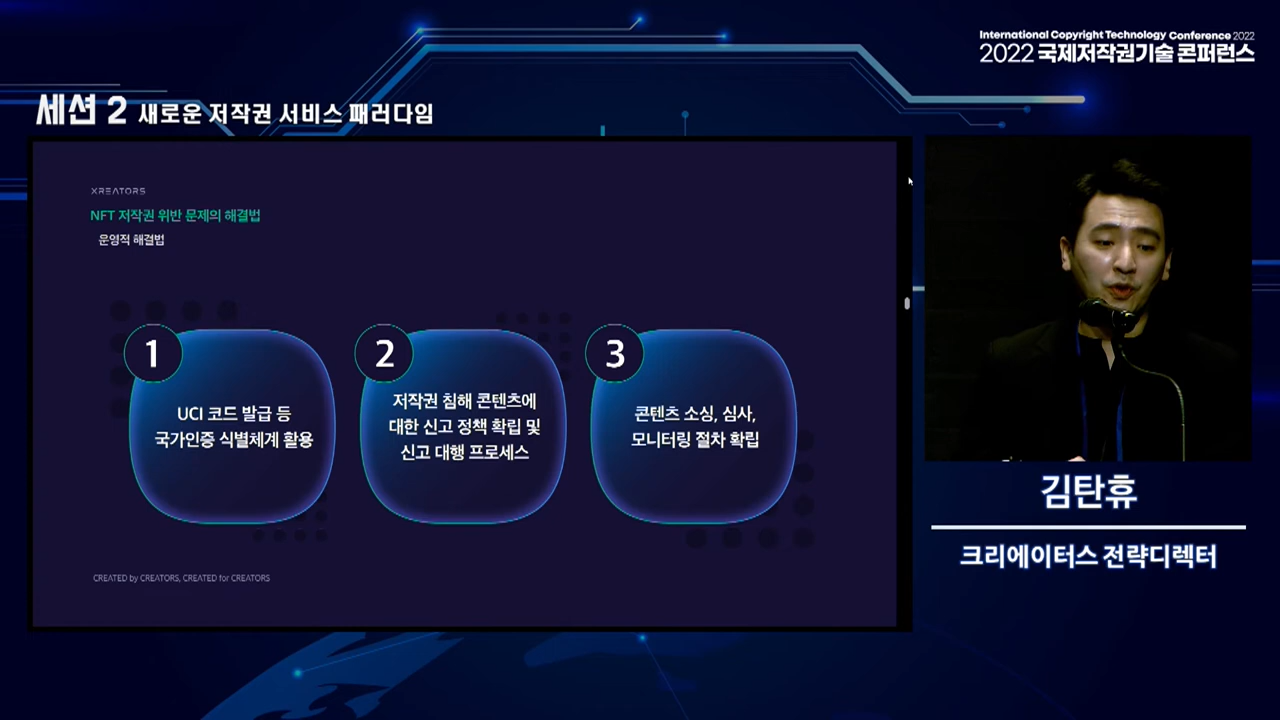 International Copyright Technology Conference 2022
2022 국제저작권기술 콘퍼런스
세션 2 새로운 저작권 서비스 패러다임
XREATORS
NFT 저작권 위반 문제의 해결법
운영적 해결법
1
UCI 코드 발급 등
국가인증 식별체계 활용
2
저작권 침해 콘텐츠에
대한 신고 정책 확립 및
신고 대행 프로세스
3
콘텐츠 소싱, 심사,
모니터링 절차 확립
CREATED by CREATORS, CREATED for CREATORS
김탄휴
크리에이터스 전략디렉터